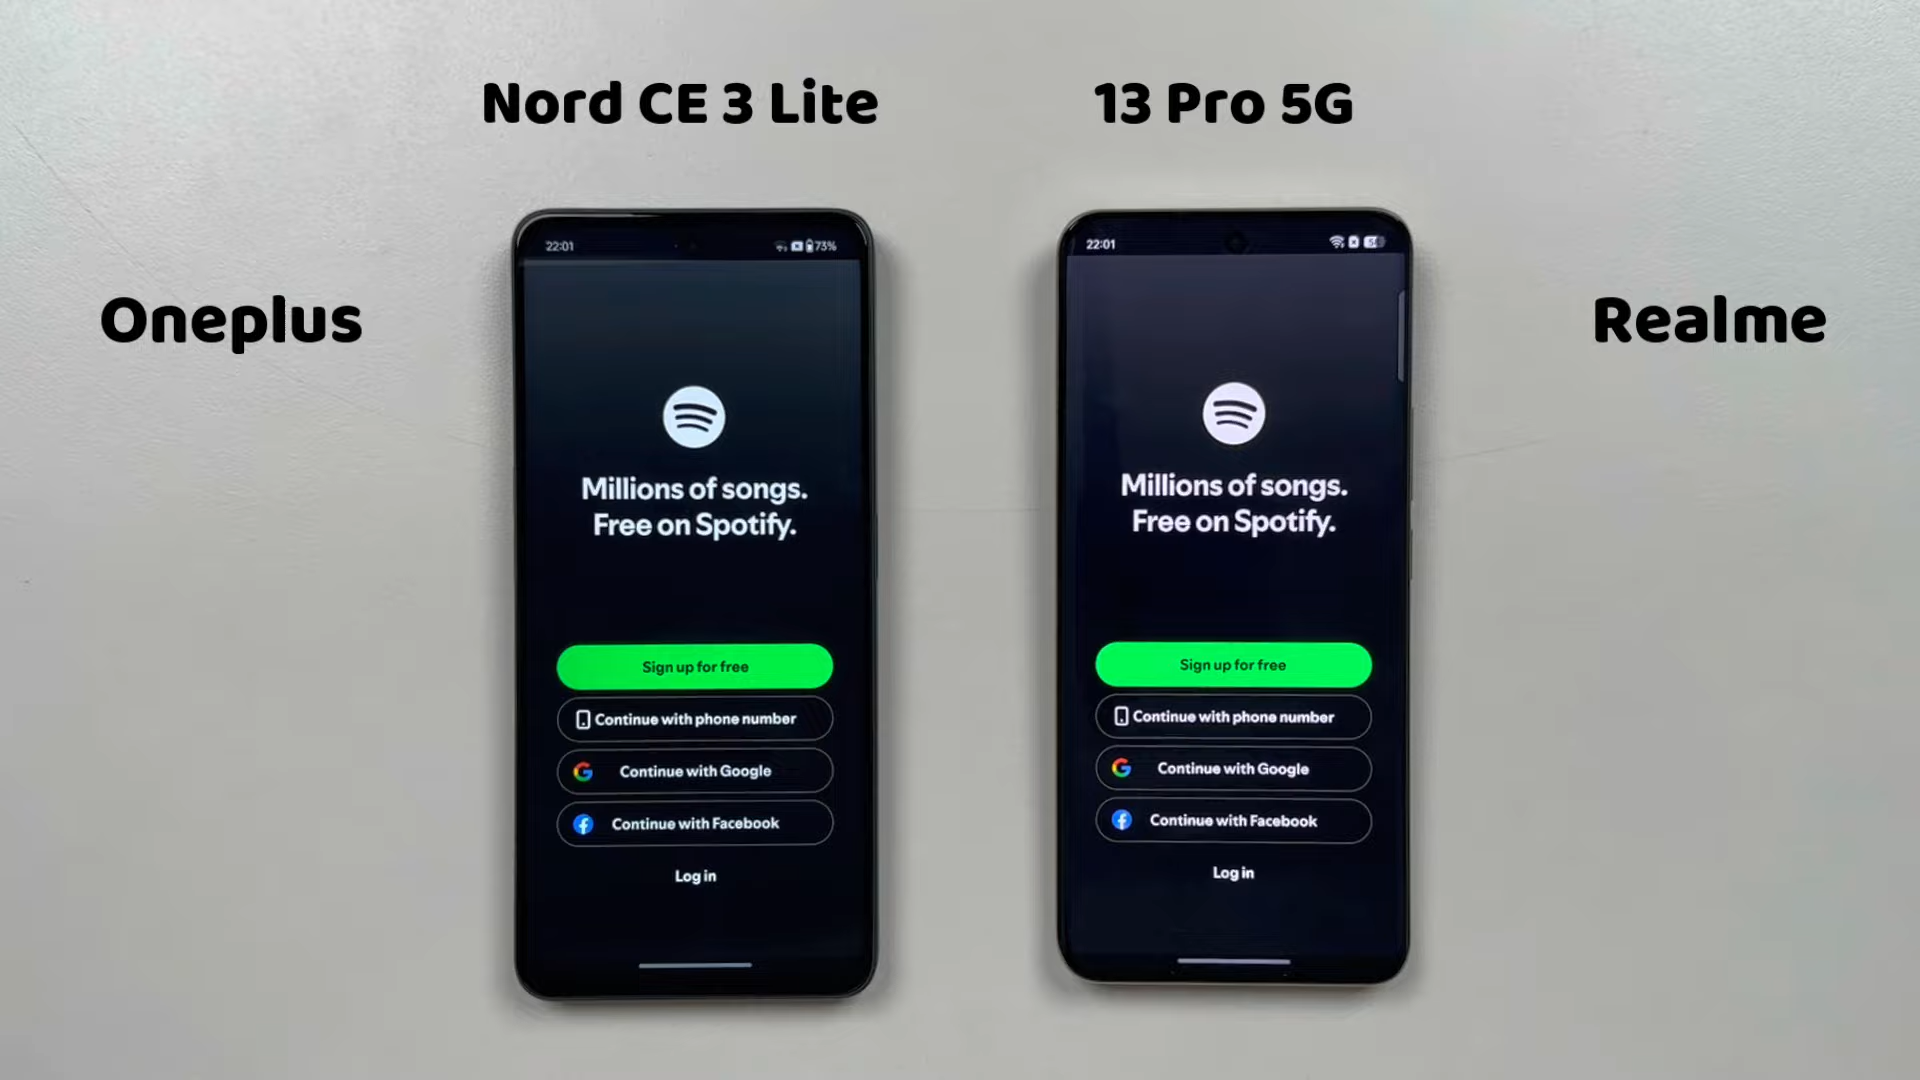 Nord CE 3 Lite
13 Pro 5G
Oneplus
Realme
22:01
73%
Millions of songs.
Free on Spotify.
Sign up for free
Continue with phone number
Continue with Google
Continue with Facebook
Log in
22:01
Millions of songs.
Free on Spotify.
Sign up for free
Continue with phone number
Continue with Google
Continue with Facebook
Log in